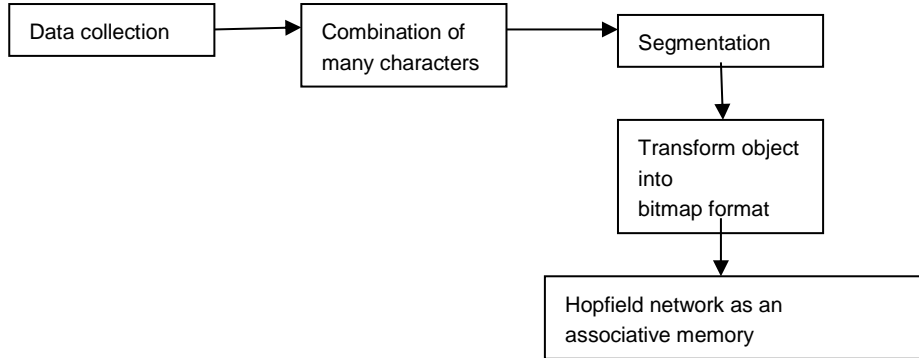 Data collection
Combination of
many characters
Segmentation
Transform object
into
bitmap format
Hopfield network as an
associative memory